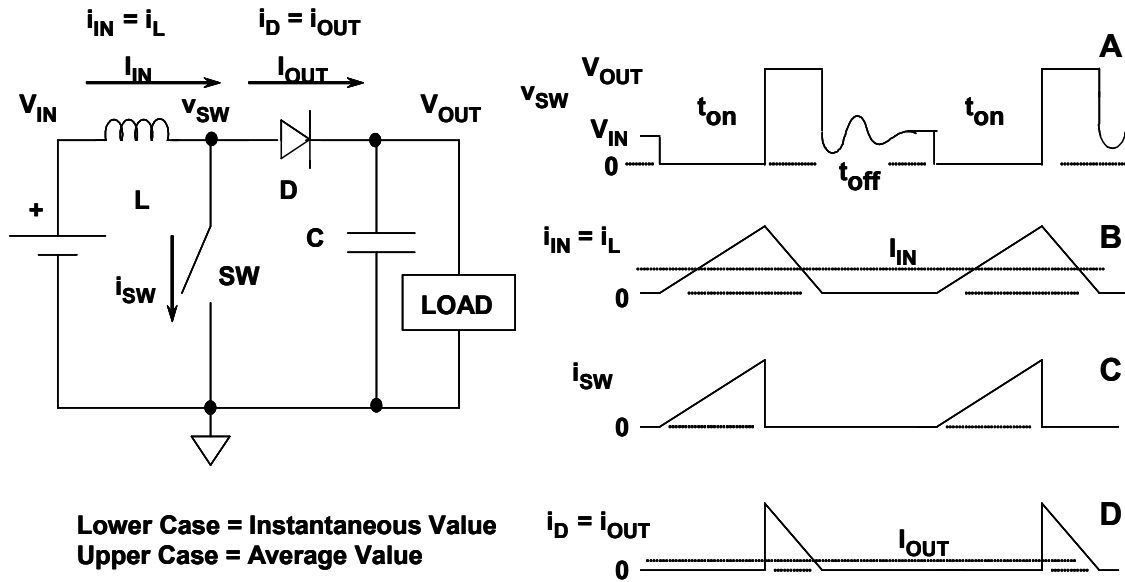 iIN = iL
iD = iOUT
IIN
IOUT
VIN
vSW
VOUT
L
D
+
C
iSW
SW
LOAD
Lower Case = Instantaneous Value
Upper Case = Average Value
A
VOUT
vSW
ton
ton
VIN
0
toff
B
iIN = iL
IIN
0
C
iSW
0
D
iD = iOUT
IOUT
0